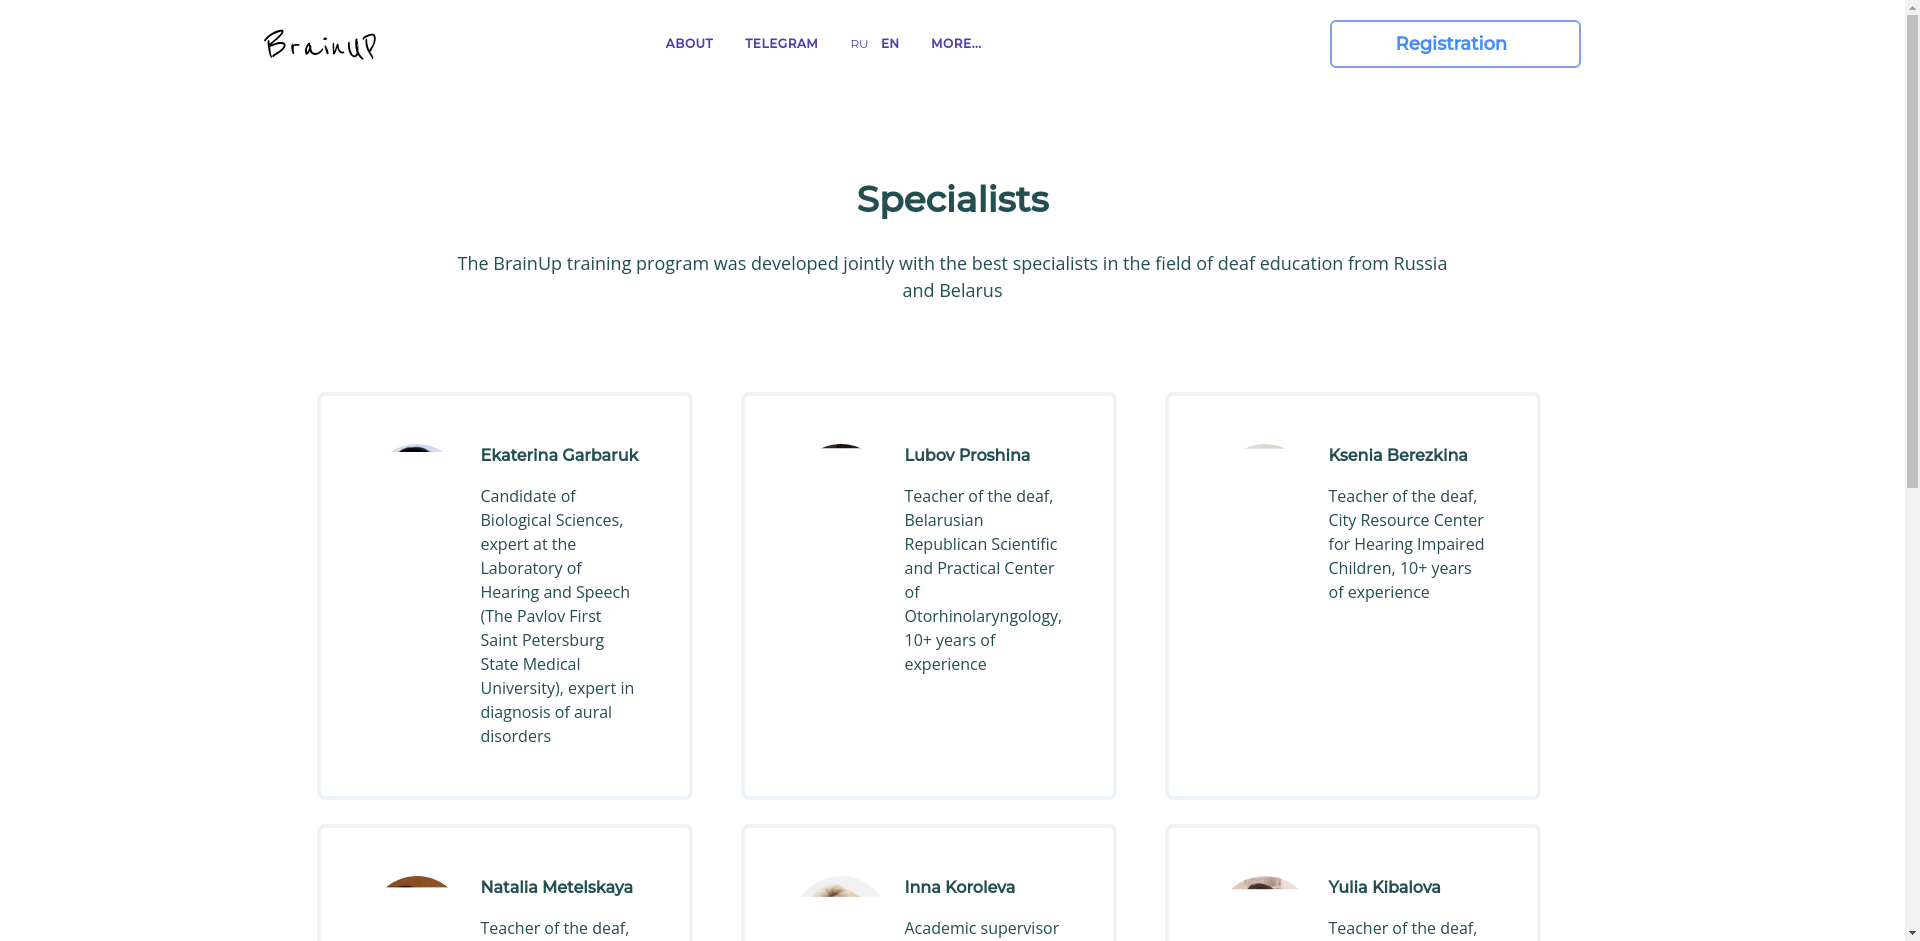 BrainUP
ABOUT
TELEGRAM
RU
EN
MORE...
Registration
Specialists
The BrainUp training program was developed jointly with the best specialists in the field of deaf education from Russia
and Belarus
Ekaterina Garbaruk
Candidate of
Biological Sciences,
expert at the
Laboratory of
Hearing and Speech
(The Pavlov First
Saint Petersburg
State Medical
University), expert in
diagnosis of aural
disorders
Lubov Proshina
Teacher of the deaf,
Belarusian
Republican Scientific
and Practical Center
of
Otorhinolaryngology,
10+ years of
experience
Ksenia Berezkina
Teacher of the deaf,
City Resource Center
for Hearing Impaired
Children, 10+ years
of experience
Natalia Metelskaya
Teacher of the deaf,
Inna Koroleva
Academic supervisor
Yulia Kibalova
Teacher of the deaf,